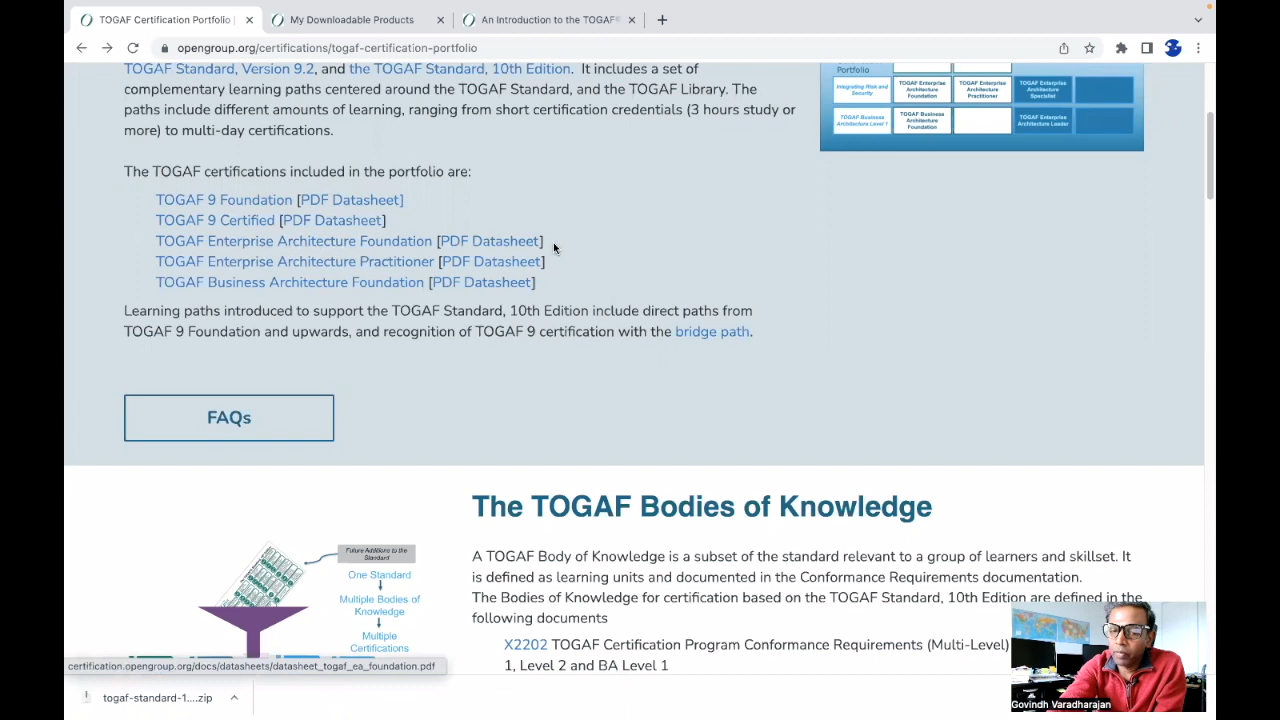 TOGAF Certification Portfolio
My Downloadable Products
An Introduction to the TOGAF®
opengroup.org/certifications/togaf-certification-portfolio
TOGAF Standard, Version 9.2, and the TOGAF Standard, 10th Edition. It includes a set of
paths include different amounts of learning, ranging from short certification credentials (3 hours study or
more) to multi-day certifications.
Portfolio
Integrating Risk and Security
TOGAF Enterprise Architecture Foundation
TOGAF Enterprise Architecture Practitioner
TOGAF Enterprise Architecture Specialist
TOGAF Business Architecture Level 1
TOGAF Business Architecture Foundation
TOGAF Enterprise Architecture Leader
The TOGAF certifications included in the portfolio are:
TOGAF 9 Foundation [PDF Datasheet]
TOGAF 9 Certified [PDF Datasheet]
TOGAF Enterprise Architecture Foundation [PDF Datasheet]
TOGAF Enterprise Architecture Practitioner [PDF Datasheet]
TOGAF Business Architecture Foundation [PDF Datasheet]
Learning paths introduced to support the TOGAF Standard, 10th Edition include direct paths from
TOGAF 9 Foundation and upwards, and recognition of TOGAF 9 certification with the bridge path.
FAQs
The TOGAF Bodies of Knowledge
A TOGAF Body of Knowledge is a subset of the standard relevant to a group of learners and skillset. It
is defined as learning units and documented in the Conformance Requirements documentation.
The Bodies of Knowledge for certification based on the TOGAF Standard, 10th Edition are defined in the
following documents
X2202 TOGAF Certification Program Conformance Requirements (Multi-Level)
1, Level 2 and BA Level 1
Future Additions to the
Standard
One Standard
Multiple Bodies of
Knowledge
Multiple
Certifications
certification.opengroup.org/docs/datasheets/datasheet_togaf_ea_foundation.pdf
togaf-standard-1....zip
Govindh Varadharajan